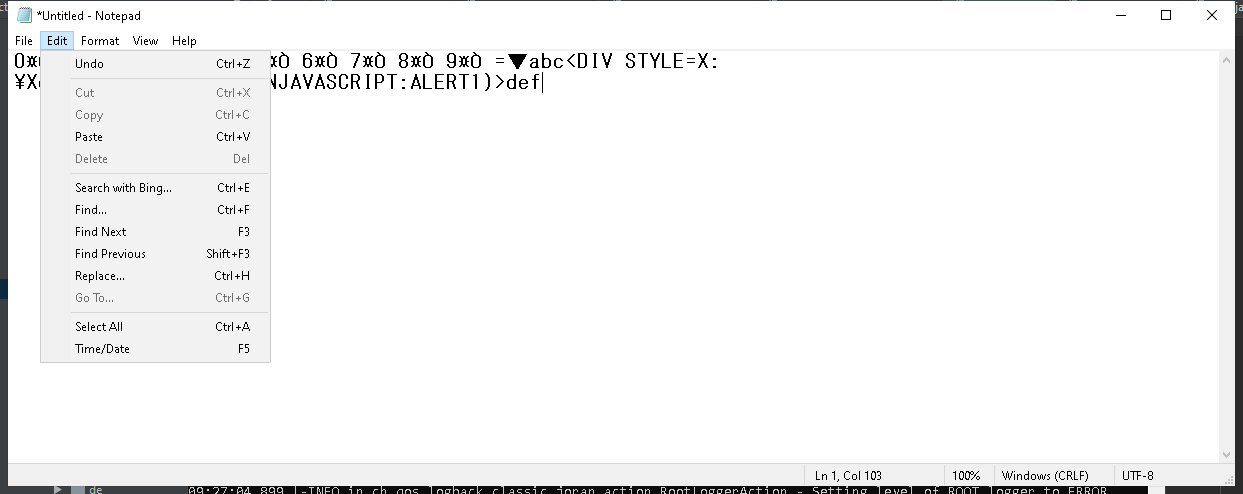 *Untitled - Notepad
File Edit Format View Help
6¤Ò 7¤Ò 8¤Ò 9¤Ò =▼abc<DIV STYLE=X:
NJAVASCRIPT:ALERT1)>def
Undo Ctrl+Z
Cut Ctrl+X
Copy Ctrl+C
Paste Ctrl+V
Delete Del
Search with Bing... Ctrl+E
Find... Ctrl+F
Find Next F3
Find Previous Shift+F3
Replace... Ctrl+H
Go To... Ctrl+G
Select All Ctrl+A
Time/Date F5
Ln 1, Col 103 100% Windows (CRLF) UTF-8
de 09:27:04,899 |-INFO in ch.qos.logback.classic.joran.action.RootLoggerAction - Setting level of ROOT logger to ERROR